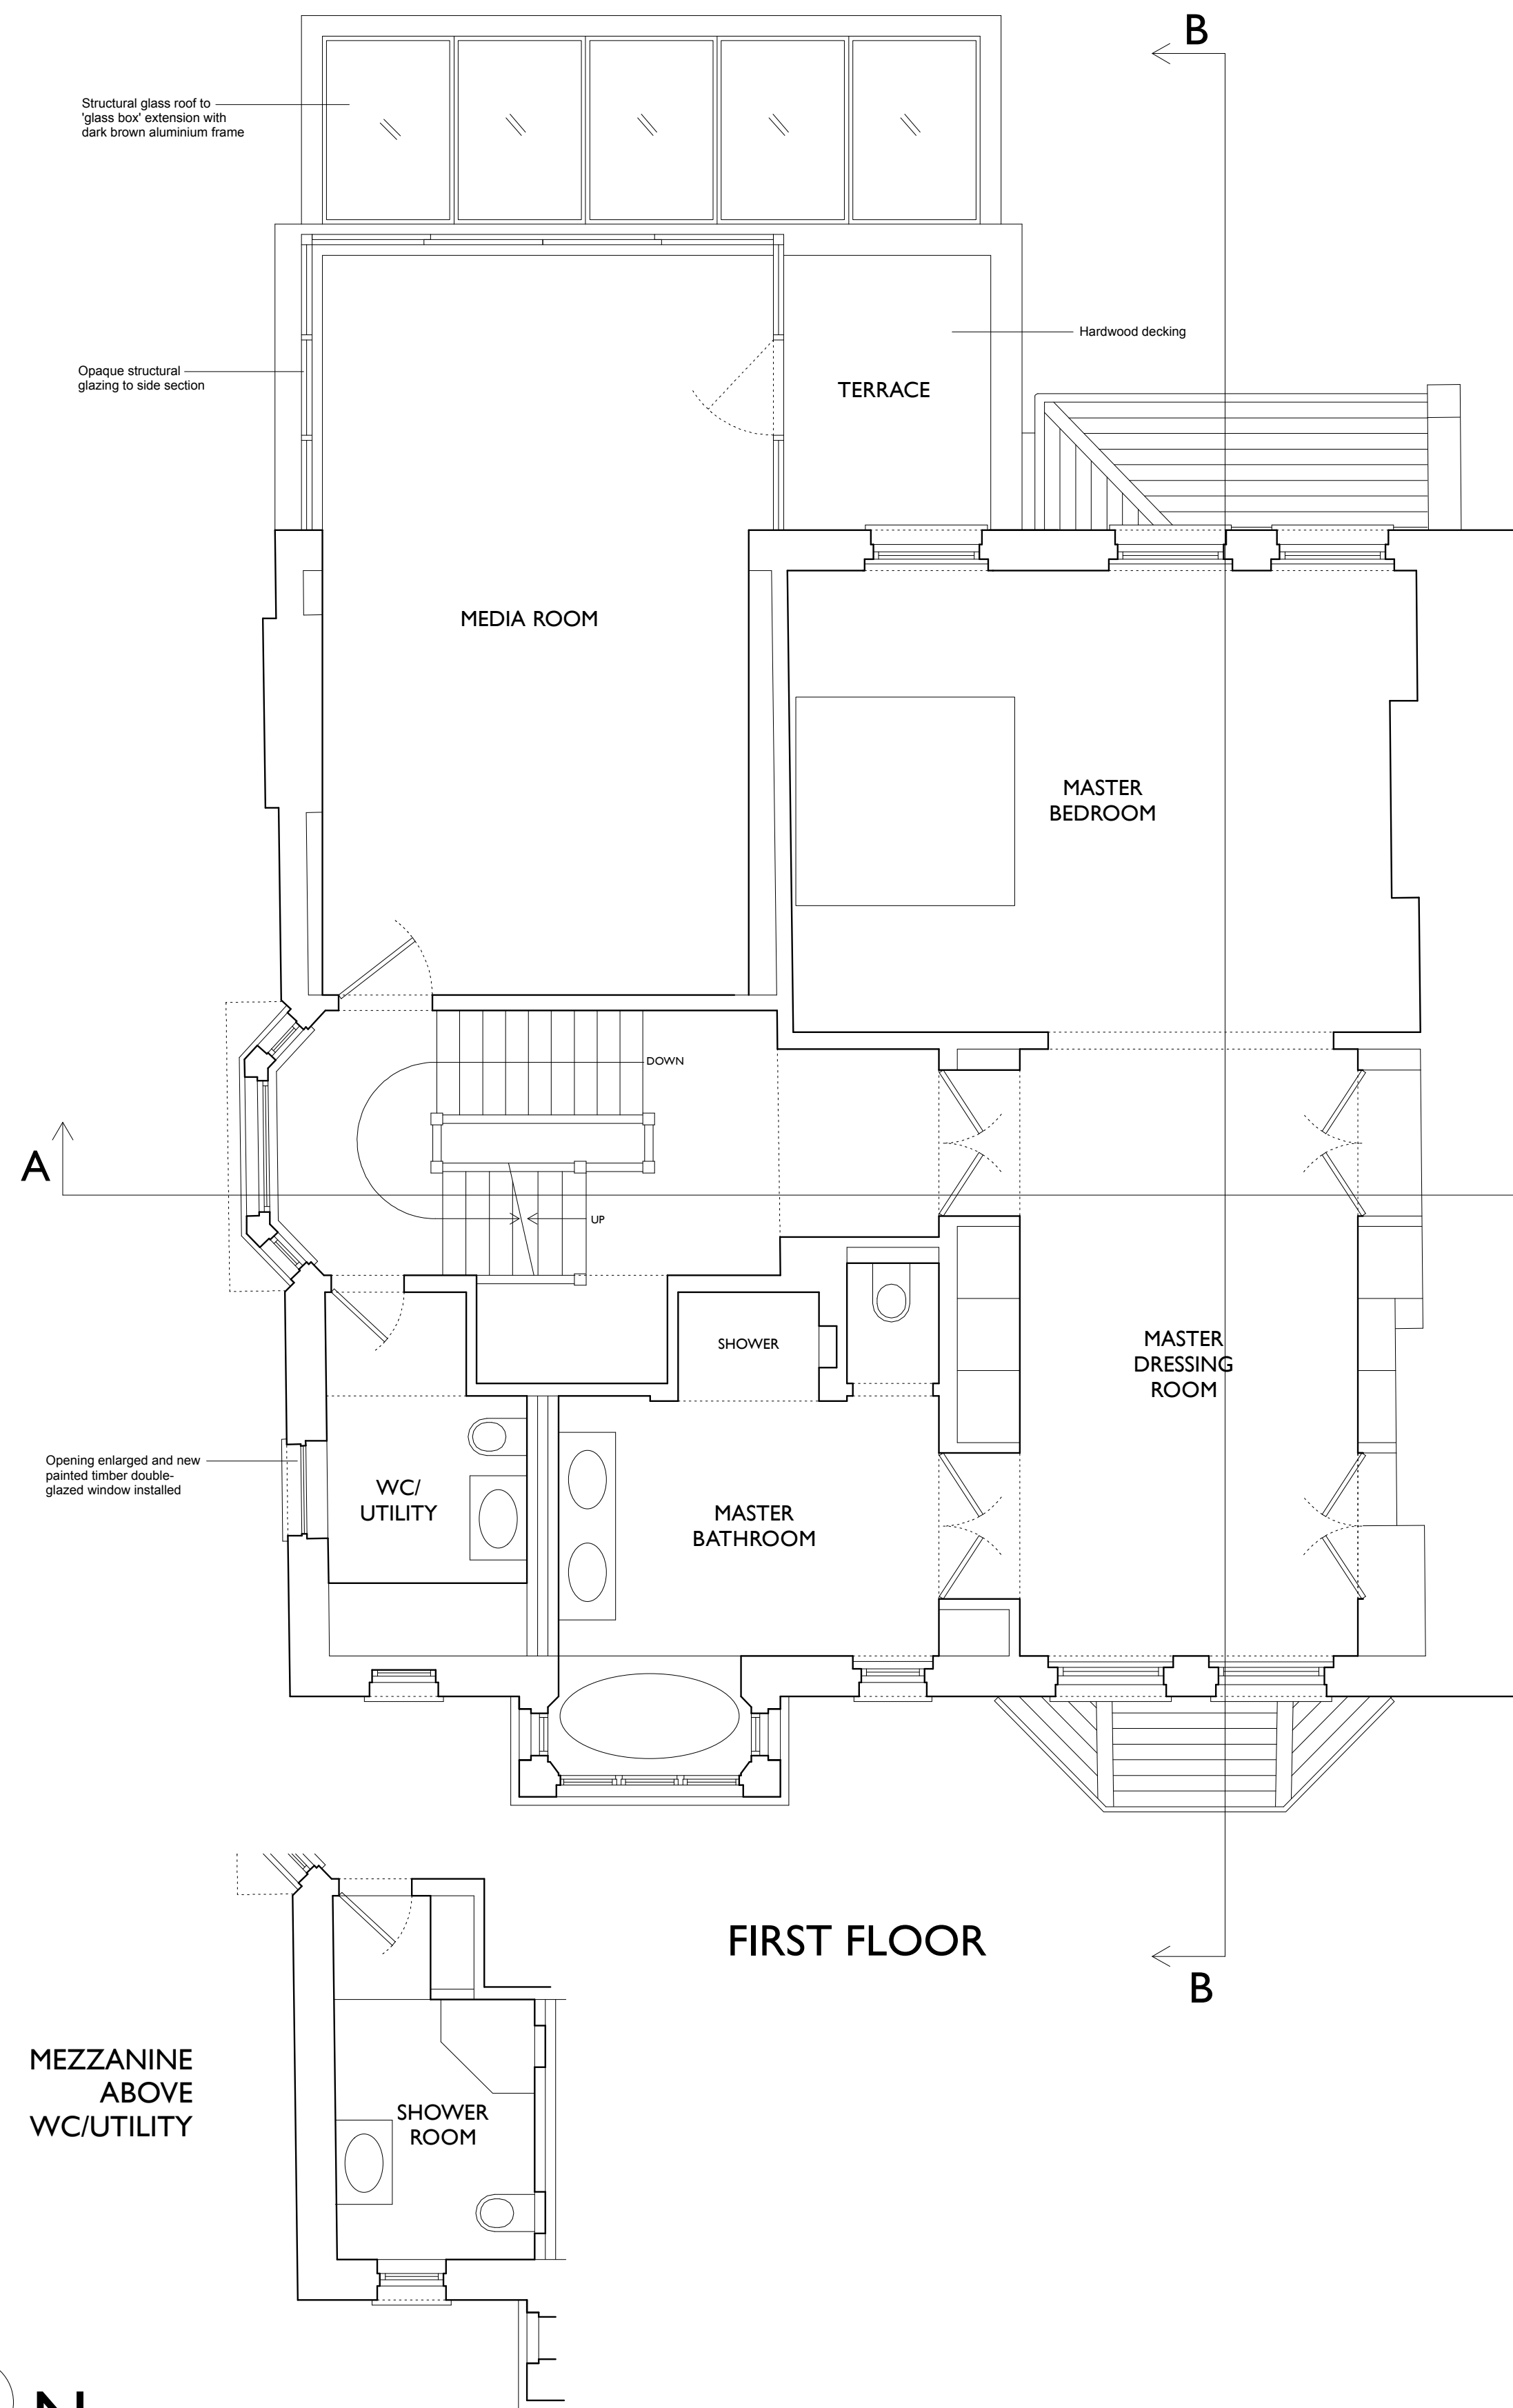 B
Structural glass roof to
'glass box' extension with
dark brown aluminium frame
Hardwood decking
Opaque structural
glazing to side section
TERRACE
MEDIA ROOM
MASTER
BEDROOM
DOWN
A
UP
SHOWER
MASTER
DRESSING
ROOM
Opening enlarged and new
painted timber double-
glazed window installed
WC/
UTILITY
MASTER
BATHROOM
FIRST FLOOR
B
MEZZANINE
ABOVE
WC/UTILITY
SHOWER
ROOM
N